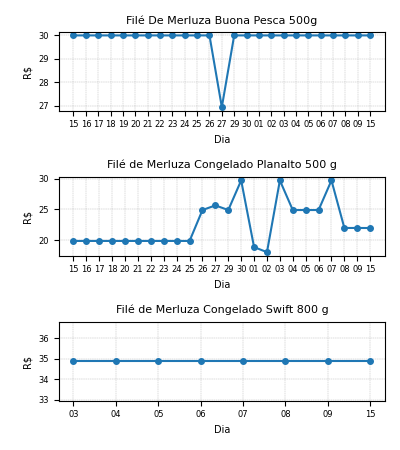 Filé De Merluza Buona Pesca 500g
30
29
28
27
R$
15 16 17 18 19 20 21 22 23 24 25 26 27 29 30 01 02 03 04 05 06 07 08 09 15
Dia
Filé de Merluza Congelado Planalto 500 g
30
25
20
R$
15 16 17 18 20 21 22 23 24 25 26 27 29 30 01 02 03 04 05 06 07 08 09 15
Dia
Filé de Merluza Congelado Swift 800 g
36
35
34
33
R$
03 04 05 06 07 08 09 15
Dia